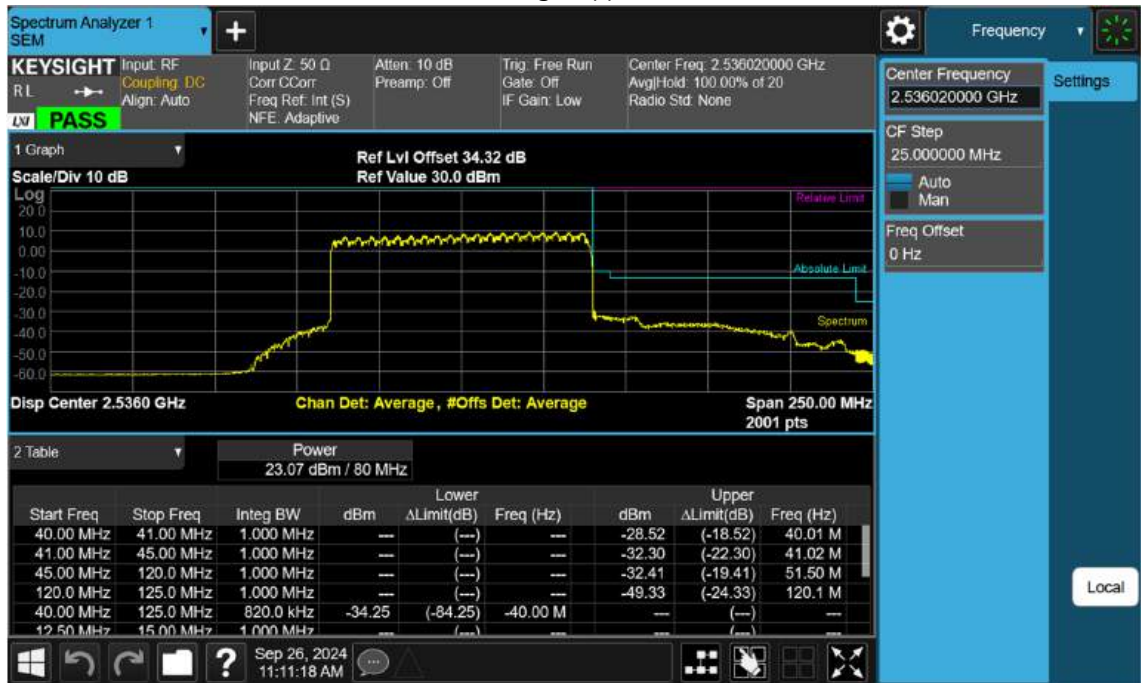 Spectrum Analyzer 1
SEM
+
Frequency
KEYSIGHT
Input: RF
Coupling: DC
Align: Auto
Input Z: 50 Ω
Corr CCorr
Freq Ref: Int (S)
NFE: Adaptive
Atten: 10 dB
Preamp: Off
Trig: Free Run
Gate: Off
IF Gain: Low
Center Freq: 2.536020000 GHz
Avg|Hold: 100.00% of 20
Radio Std: None
R L
LXI PASS
Center Frequency
2.536020000 GHz
Settings
CF Step
25.000000 MHz
Auto
Man
Freq Offset
0 Hz
1 Graph
Ref Lvl Offset 34.32 dB
Scale/Div 10 dB
Ref Value 30.0 dBm
Log
Relative Limit
20.0
10.0
0.00
-10.0
Absolute Limit
-20.0
-30.0
Spectrum
-40.0
-50.0
-60.0
Disp Center 2.5360 GHz
Chan Det: Average, #Offs Det: Average
Span 250.00 MHz
2001 pts
2 Table
Power
23.07 dBm / 80 MHz
Lower Upper
Start Freq Stop Freq Integ BW dBm ΔLimit(dB) Freq (Hz) dBm ΔLimit(dB) Freq (Hz)
40.00 MHz 41.00 MHz 1.000 MHz --- (---) --- -28.52 (-18.52) 40.01 M
41.00 MHz 45.00 MHz 1.000 MHz --- (---) --- -32.30 (-22.30) 41.02 M
45.00 MHz 120.0 MHz 1.000 MHz --- (---) --- -32.41 (-19.41) 51.50 M
120.0 MHz 125.0 MHz 1.000 MHz --- (---) --- -49.33 (-24.33) 120.1 M
40.00 MHz 125.0 MHz 820.0 kHz -34.25 (-84.25) -40.00 M --- (---) ---
12.50 MHz 15.00 MHz 1.000 MHz --- (---) --- --- (---) ---
Local
?
Sep 26, 2024
11:11:18 AM